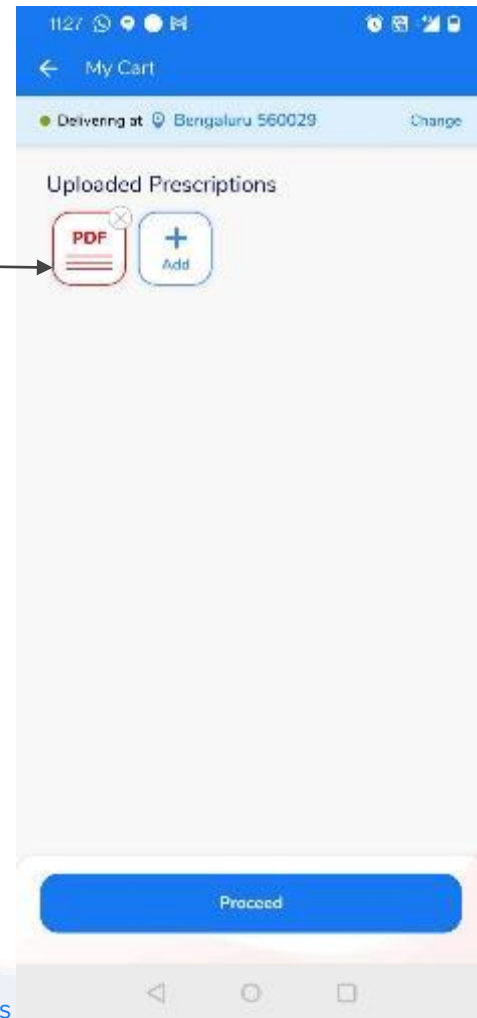 11:27
My Cart
Delivering at Bengaluru 560029 Change
Uploaded Prescriptions
PDF
Add
Proceed
s